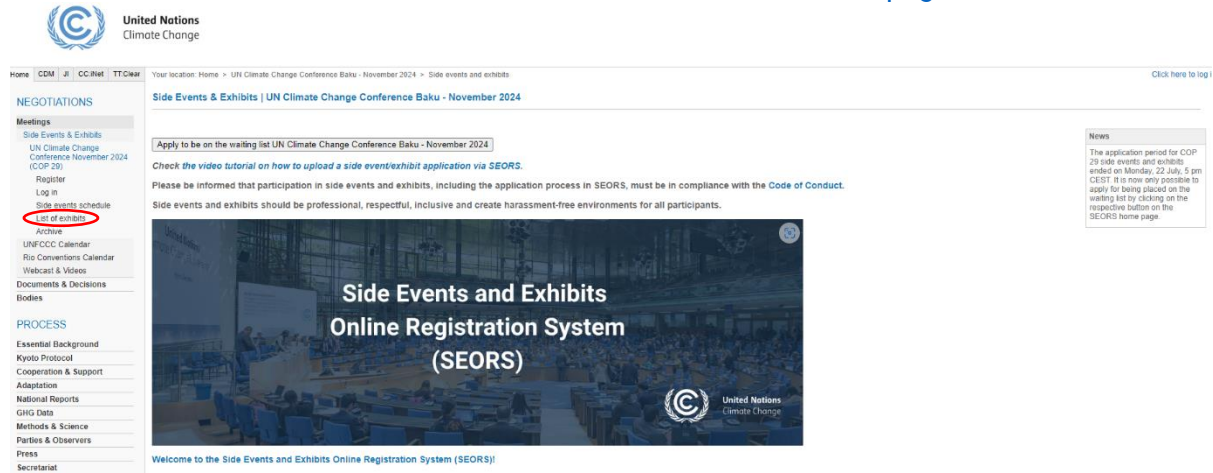 United Nations
Climate Change
Home CDM JI CC:iNet TT:Clear
Your location: Home > UN Climate Change Conference Baku - November 2024 > Side events and exhibits
Click here to log i
NEGOTIATIONS
Meetings
Side Events & Exhibits
UN Climate Change
Conference November 2024
(COP 29)
Register
Log in
Side events schedule
List of exhibits
Archive
UNFCCC Calendar
Rio Conventions Calendar
Webcast & Videos
Documents & Decisions
Bodies
PROCESS
Essential Background
Kyoto Protocol
Cooperation & Support
Adaptation
National Reports
GHG Data
Methods & Science
Parties & Observers
Press
Secretariat
Side Events & Exhibits | UN Climate Change Conference Baku - November 2024
Apply to be on the waiting list UN Climate Change Conference Baku - November 2024
Check the video tutorial on how to upload a side event/exhibit application via SEORS.
Please be informed that participation in side events and exhibits, including the application process in SEORS, must be in compliance with the Code of Conduct.
Side events and exhibits should be professional, respectful, inclusive and create harassment-free environments for all participants.
Side Events and Exhibits
Online Registration System
(SEORS)
United Nations
Climate Change
Welcome to the Side Events and Exhibits Online Registration System (SEORS)!
News
The application period for COP
29 side events and exhibits
ended on Monday, 22 July, 5 pm
CEST. It is now only possible to
apply for being placed on the
waiting list by clicking on the
respective button on the
SEORS home page.